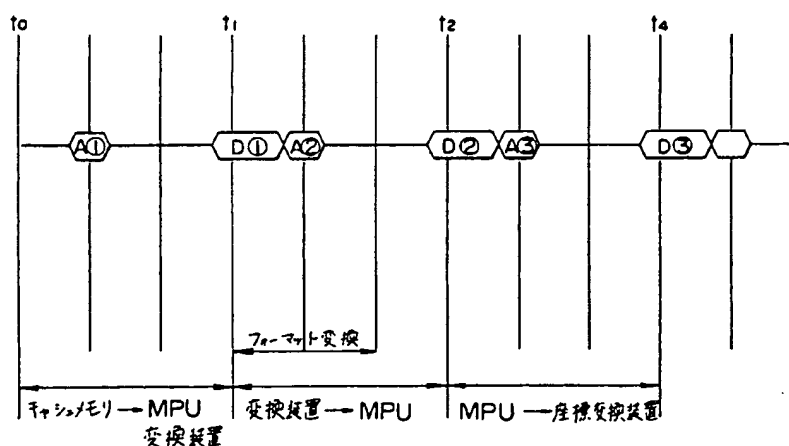 t0 t1 t2 t4
A① D① A② D② A③ D③
フォーマット変換
キャシュメモリ→MPU 変換装置→MPU MPU→座標変換装置
変換装置